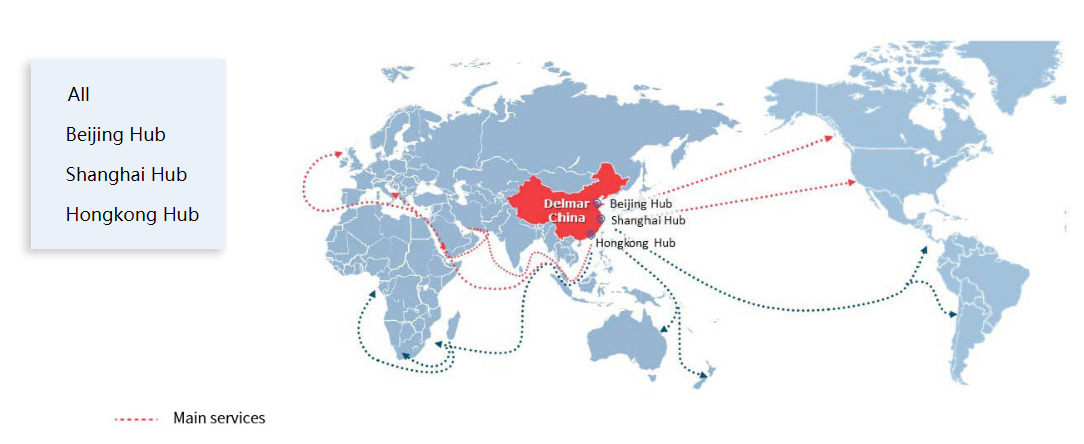 All
Beijing Hub
Shanghai Hub
Hongkong Hub
Delmar
China
Beijing Hub
Shanghai Hub
Hongkong Hub
Main services